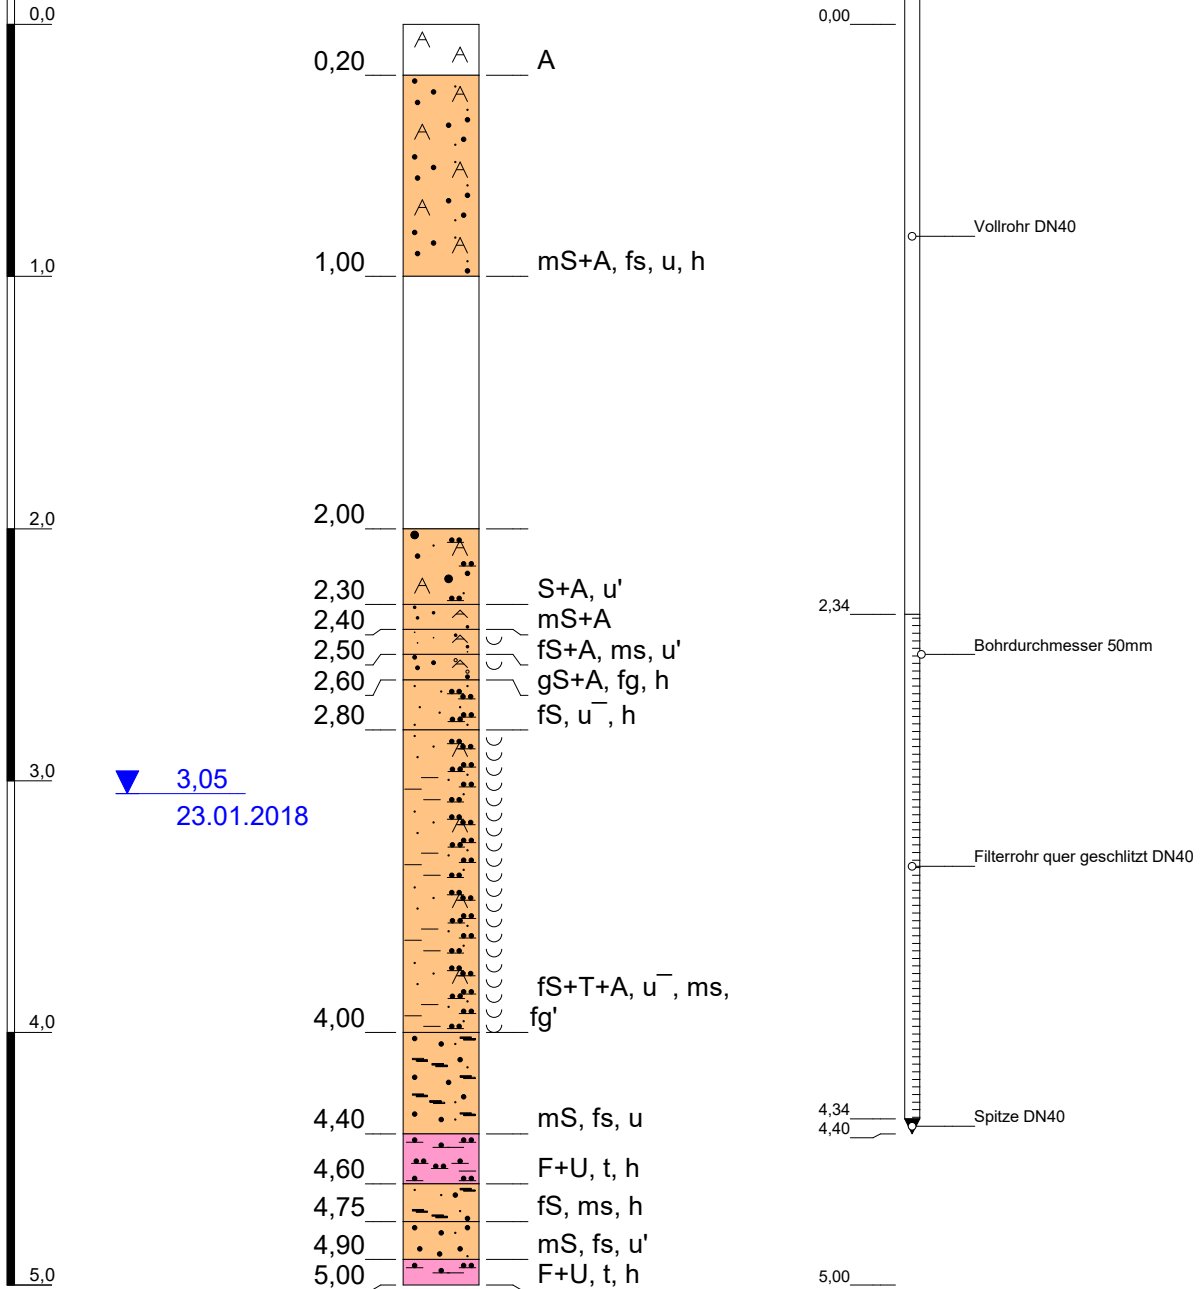 0,0
0,00
0,20
A
Vollrohr DN40
1,0
1,00
mS+A, fs, u, h
2,0
2,00
2,30
S+A, u'
2,34
2,40
mS+A
2,50
fS+A, ms, u'
Bohrdurchmesser 50mm
2,60
gS+A, fg, h
2,80
fS, u¯, h
3,0
3,05
23.01.2018
Filterrohr quer geschlitzt DN40
fS+T+A, u¯, ms,
fg'
4,0
4,00
4,40
mS, fs, u
4,34
4,40
Spitze DN40
4,60
F+U, t, h
4,75
fS, ms, h
4,90
mS, fs, u'
5,0
5,00
F+U, t, h
5,00